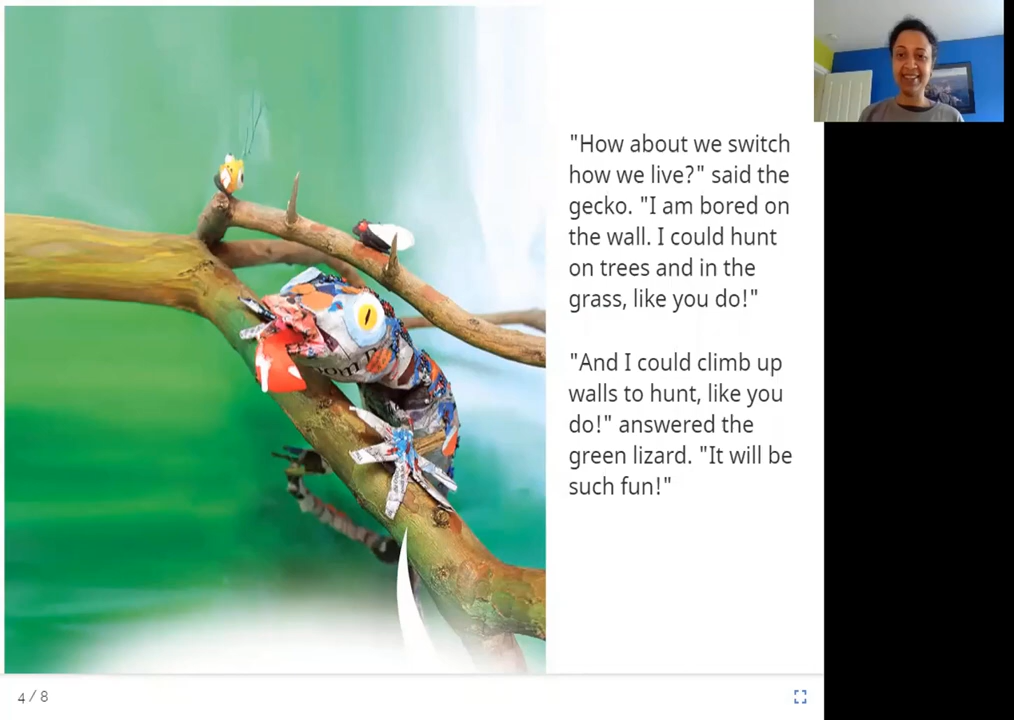 "How about we switch
how we live?" said the
gecko. "I am bored on
the wall. I could hunt
on trees and in the
grass, like you do!"
"And I could climb up
walls to hunt, like you
do!" answered the
green lizard. "It will be
such fun!"
4 / 8